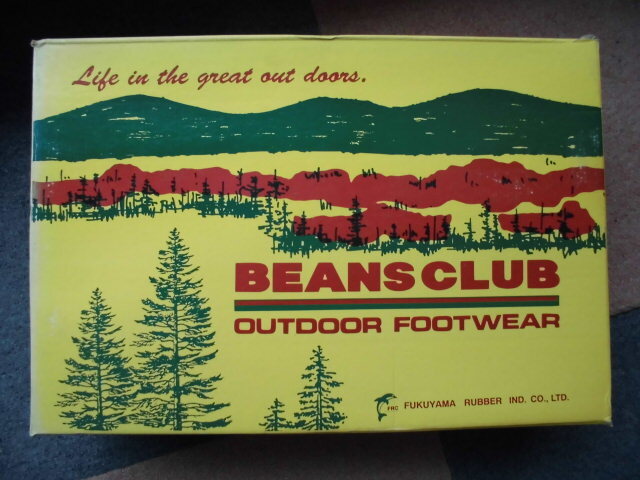 Life in the great out doors.
BEANSCLUB
OUTDOOR FOOTWEAR
FRC FUKUYAMA RUBBER IND. CO., LTD.